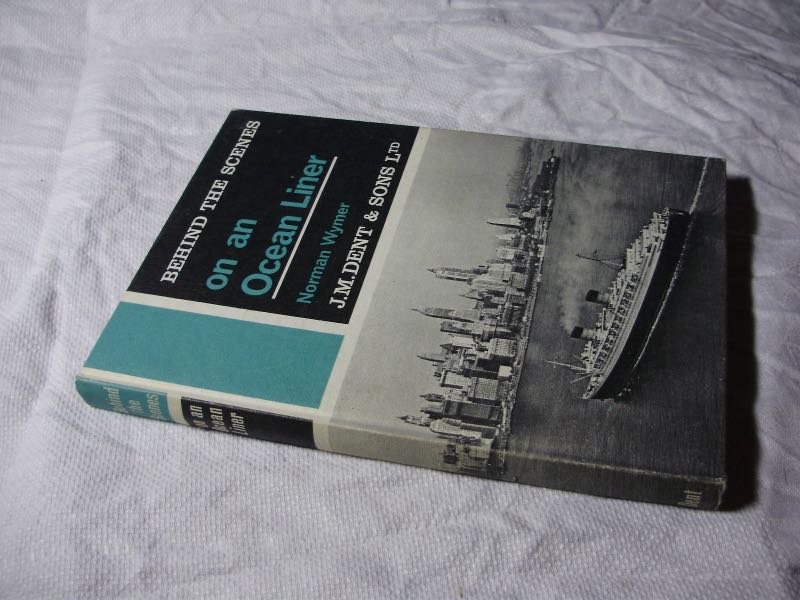 BEHIND THE SCENES
on an
Ocean Liner
Norman Wymer
J.M.DENT & SONS LTD
behind
the
scenes
on an
Ocean
Liner
Dent